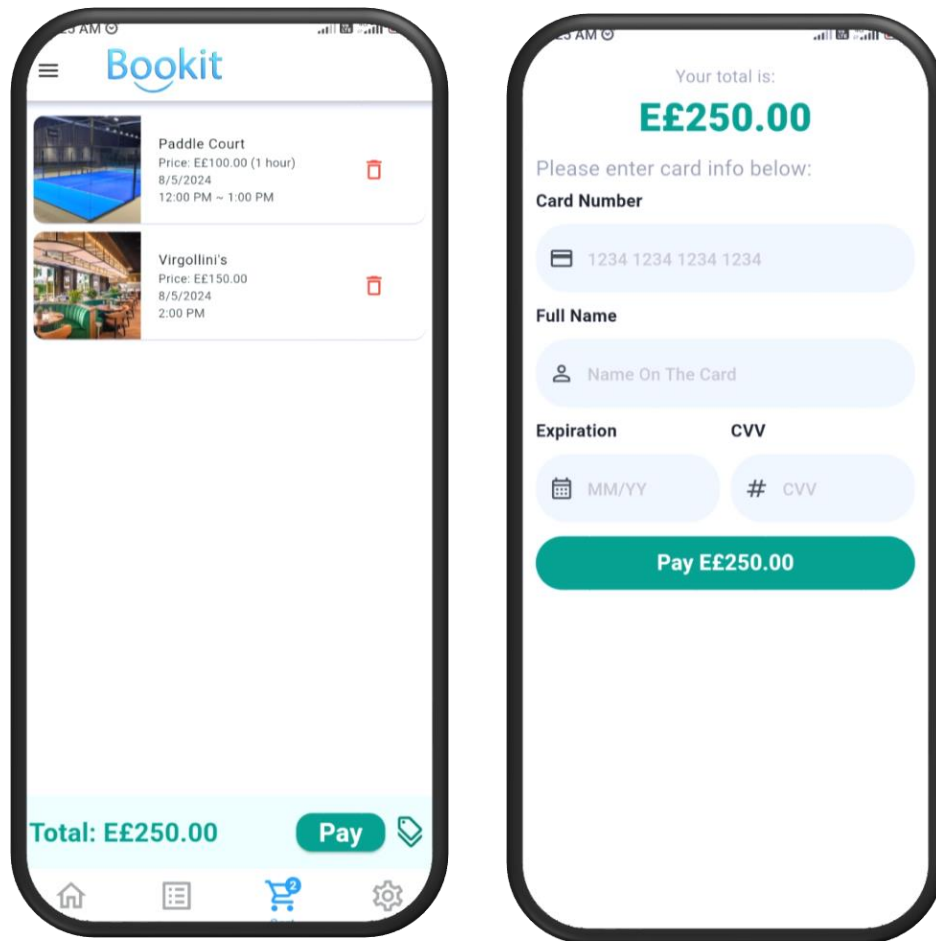 AM
Bookit
Paddle Court
Price: E£100.00 (1 hour)
8/5/2024
12:00 PM ~ 1:00 PM
Virgollini's
Price: E£150.00
8/5/2024
2:00 PM
Total: E£250.00
Pay
2
AM
Your total is:
E£250.00
Please enter card info below:
Card Number
1234 1234 1234 1234
Full Name
Name On The Card
Expiration CVV
MM/YY # CVV
Pay E£250.00